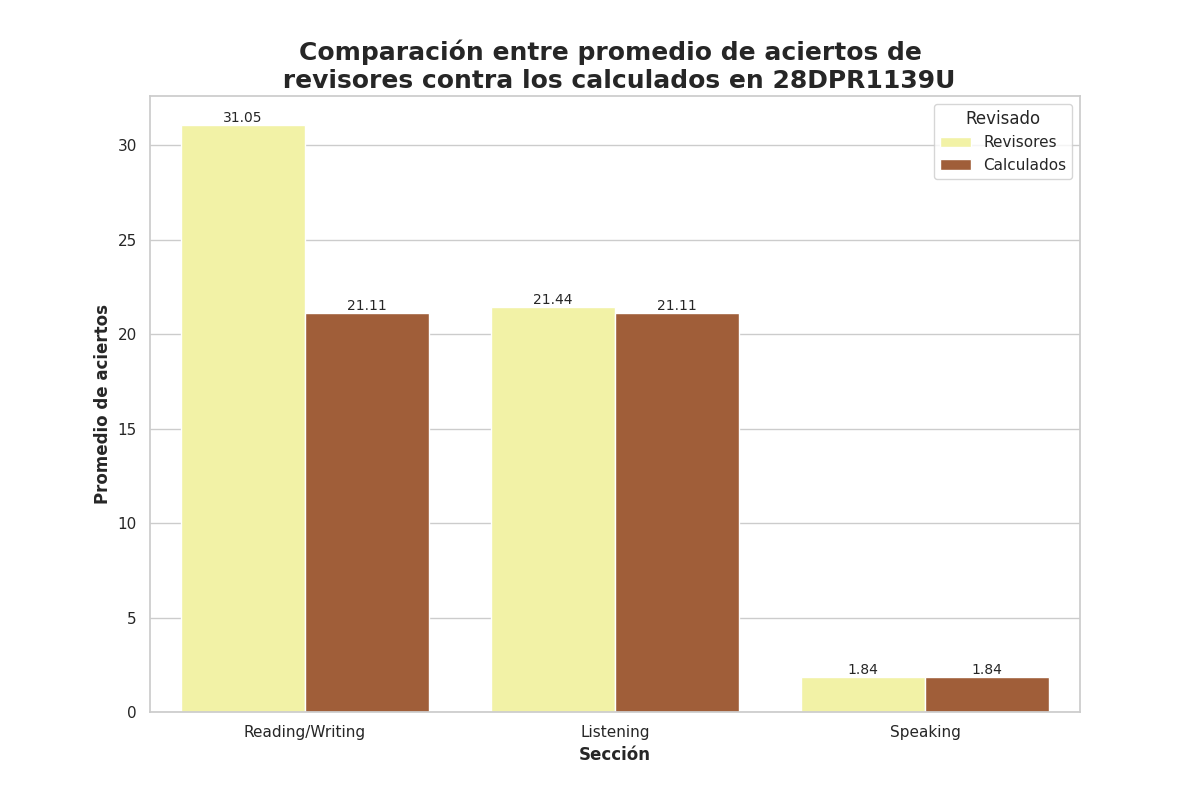 Comparación entre promedio de aciertos de
revisores contra los calculados en 28DPR1139U
Revisado
Revisores
Calculados
Promedio de aciertos
30
25
20
15
10
5
0
31.05
21.11
21.44
21.11
1.84
1.84
Reading/Writing
Listening
Speaking
Sección